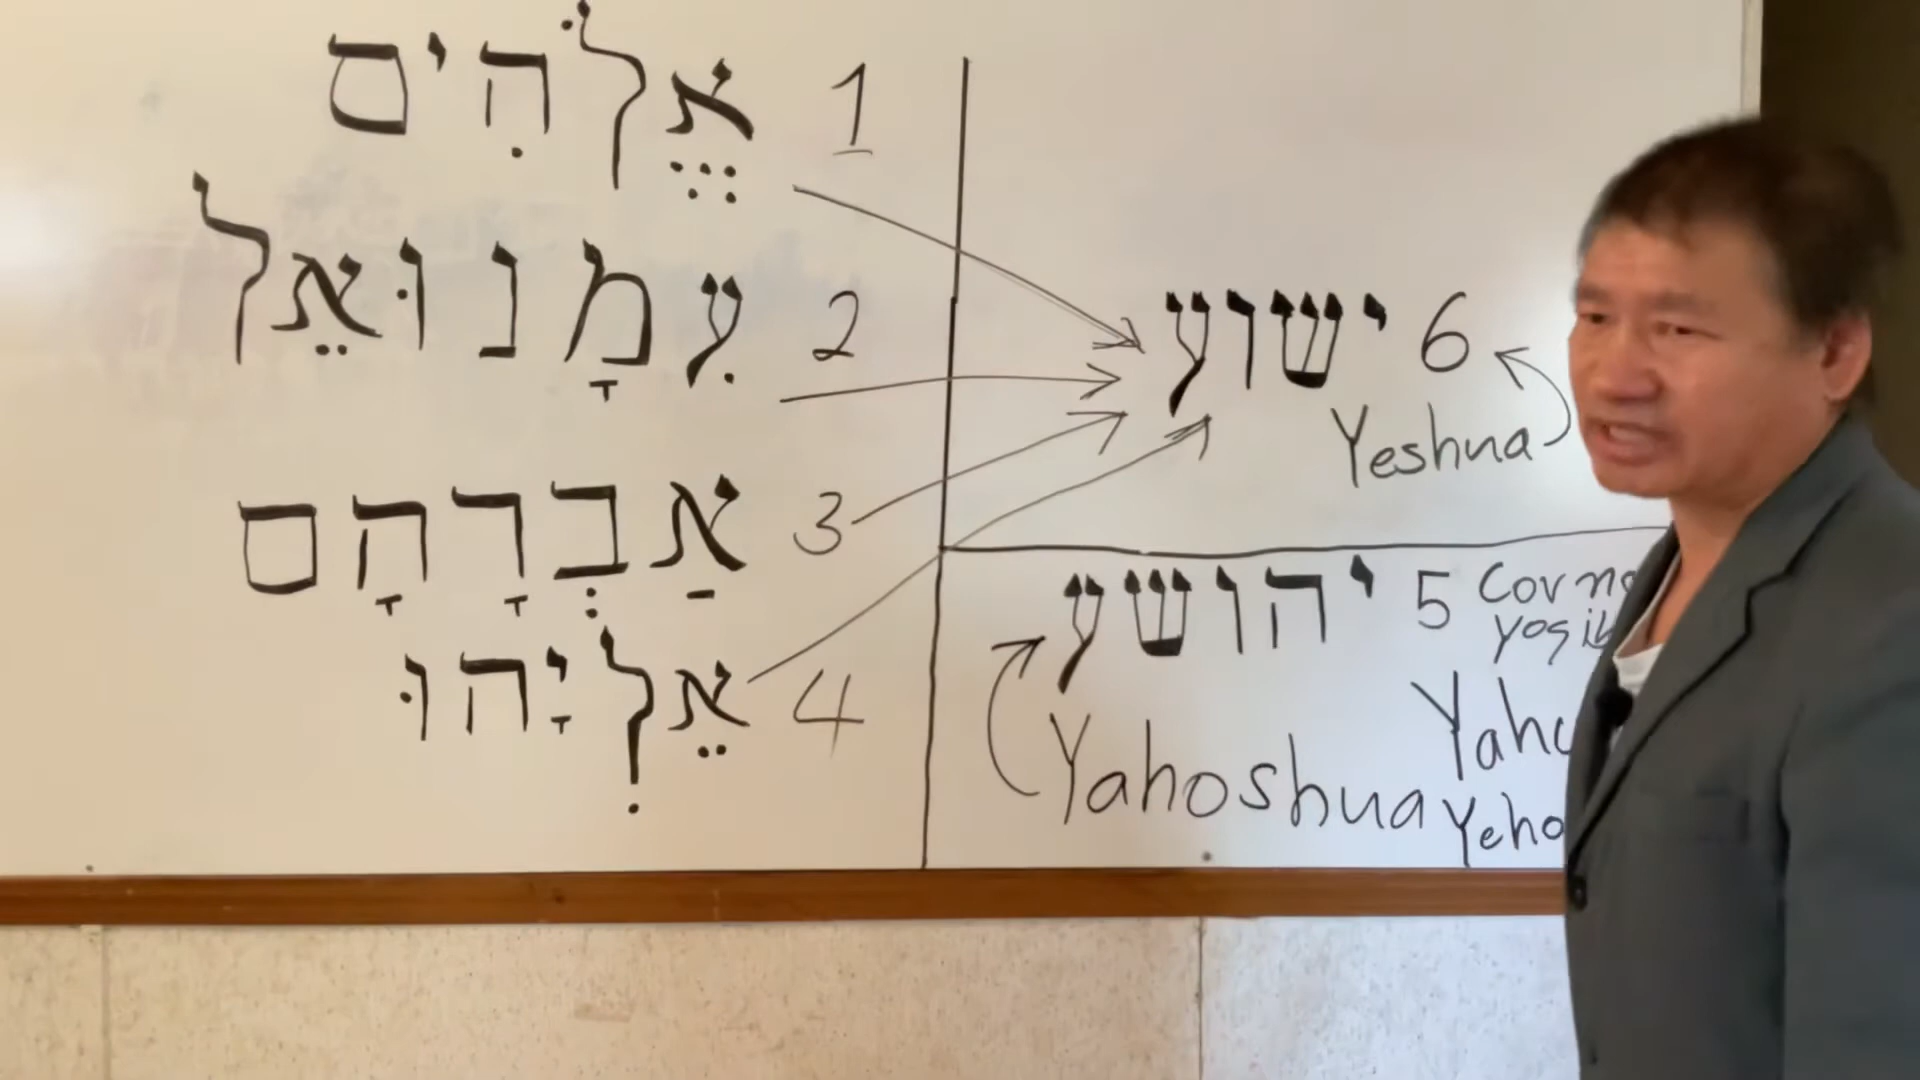 אֱלֹהִים 1
עִמָנוּאֵל 2
אַבְרָהָם 3
אֵלִיָהוּ 4
ישוע 6
Yeshua
יהושע 5
Yahoshua